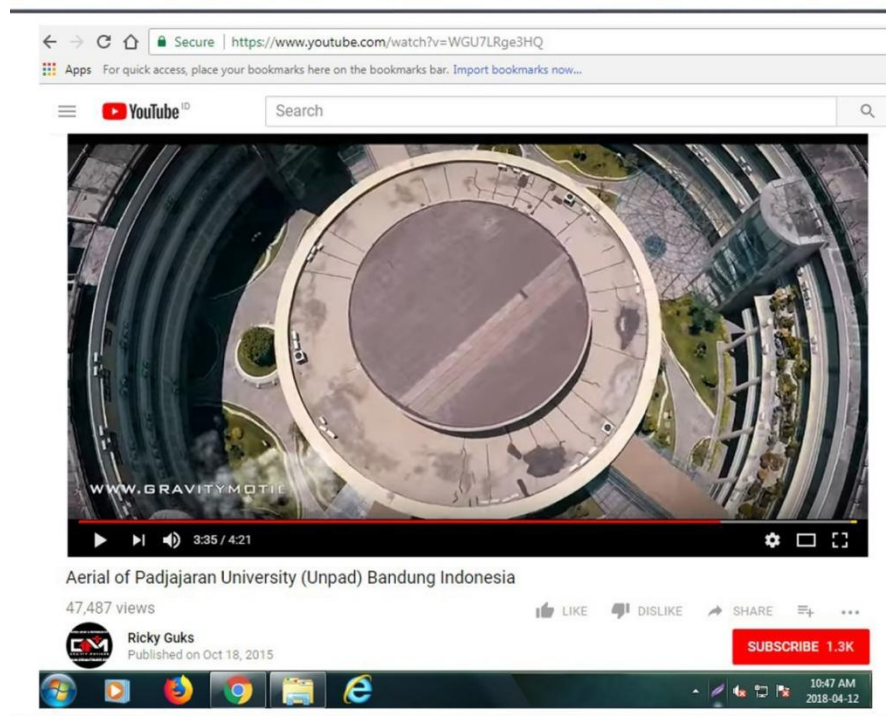 Secure | https://www.youtube.com/watch?v=WGU7LRge3HQ
Apps For quick access, place your bookmarks here on the bookmarks bar. Import bookmarks now...
YouTube ID
Search
WWW.GRAVITYMOTI
3:35 / 4:21
Aerial of Padjajaran University (Unpad) Bandung Indonesia
47,487 views
LIKE DISLIKE SHARE
Ricky Guks
SUBSCRIBE 1.3K
Published on Oct 18, 2015
10:47 AM
2018-04-12